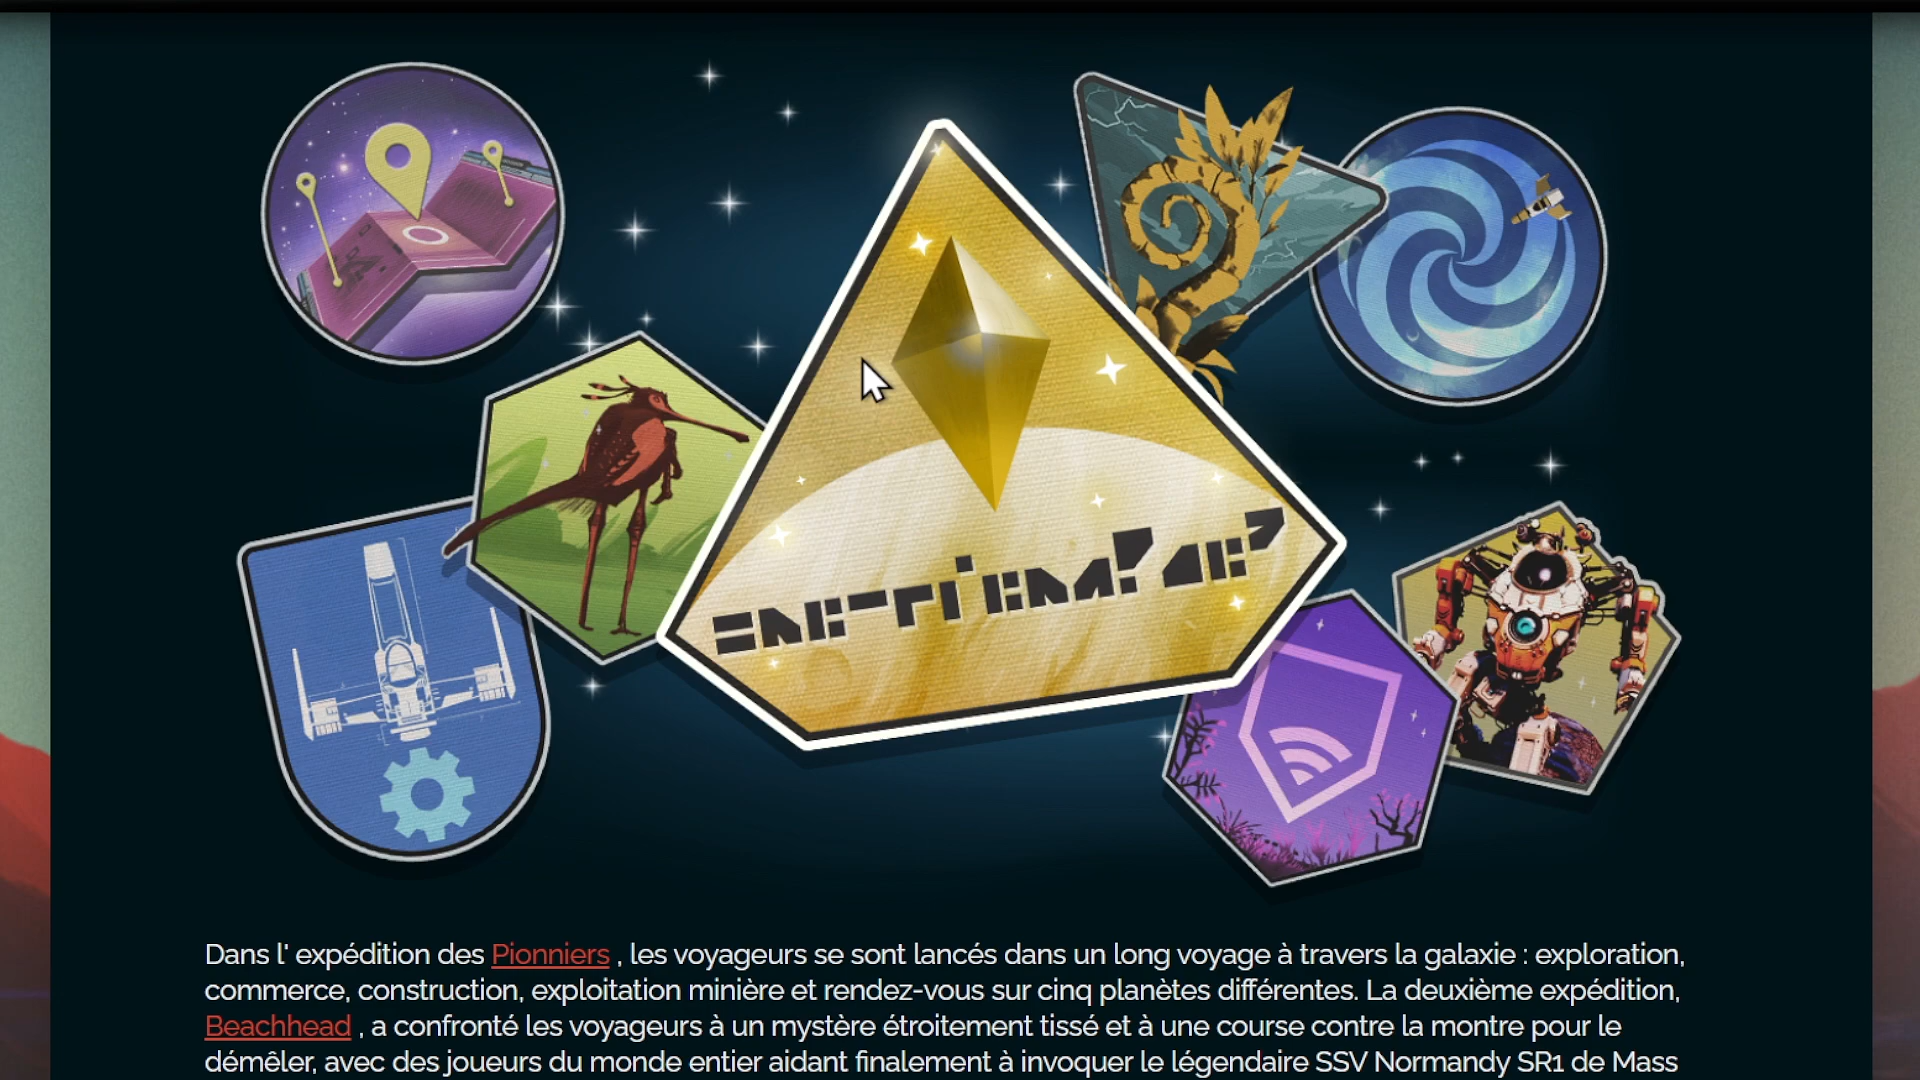 Dans l' expédition des Pionniers , les voyageurs se sont lancés dans un long voyage à travers la galaxie : exploration,
commerce, construction, exploitation minière et rendez-vous sur cinq planètes différentes. La deuxième expédition,
Beachhead , a confronté les voyageurs à un mystère étroitement tissé et à une course contre la montre pour le
démêler, avec des joueurs du monde entier aidant finalement à invoquer le légendaire SSV Normandy SR1 de Mass